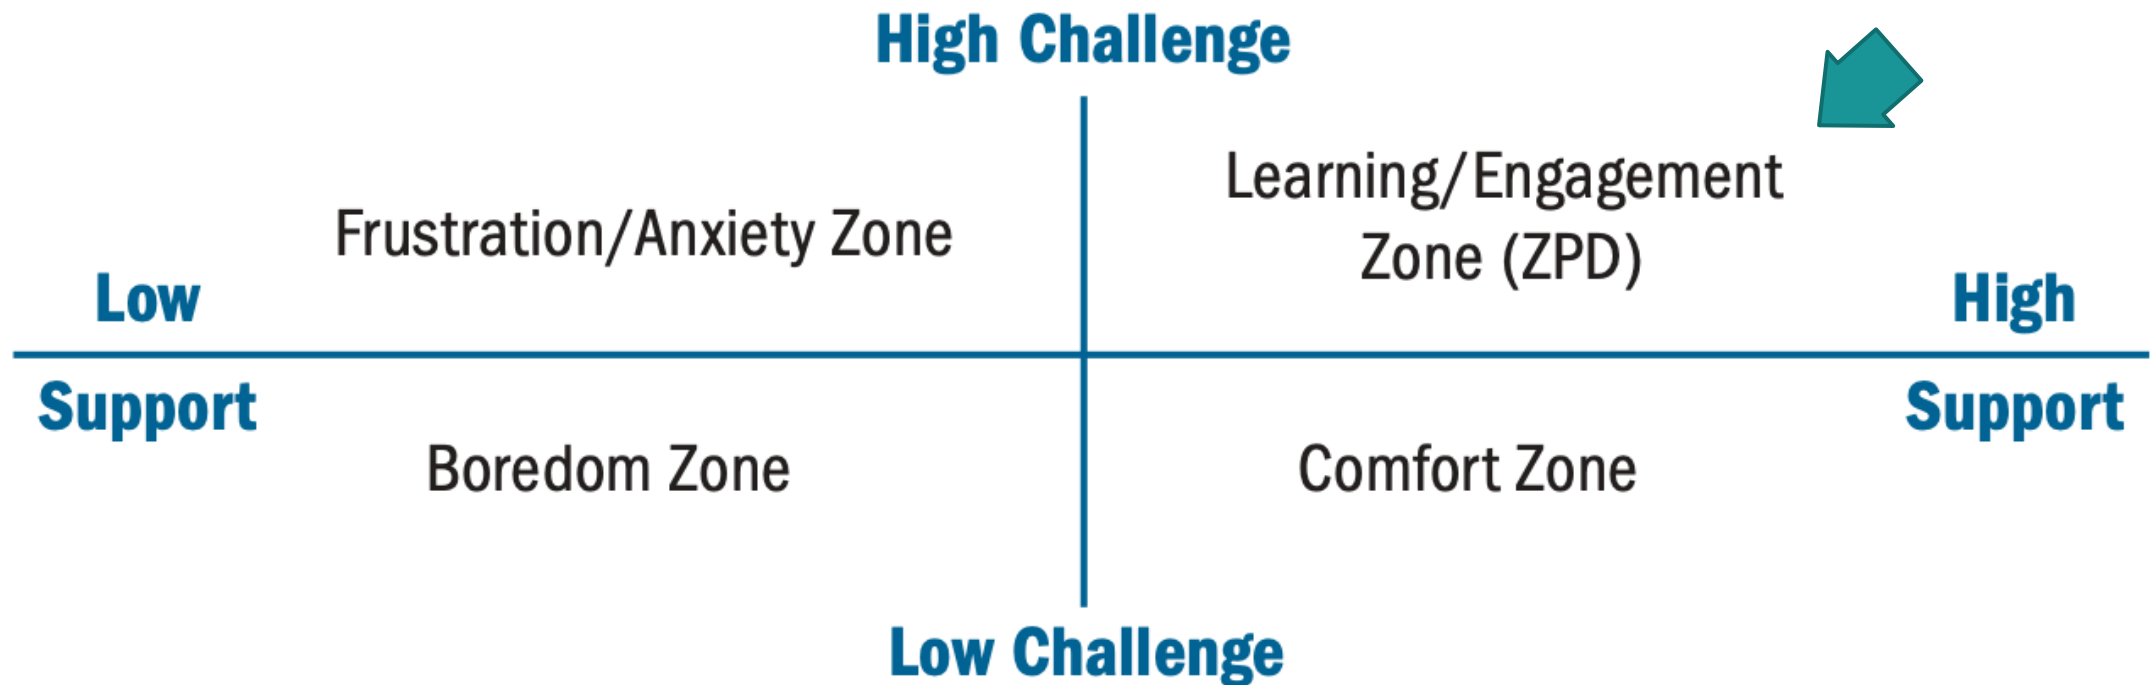 High Challenge
Learning/Engagement
Zone (ZPD)
Frustration/Anxiety Zone
Low
High
Support
Support
Boredom Zone
Comfort Zone
Low Challenge